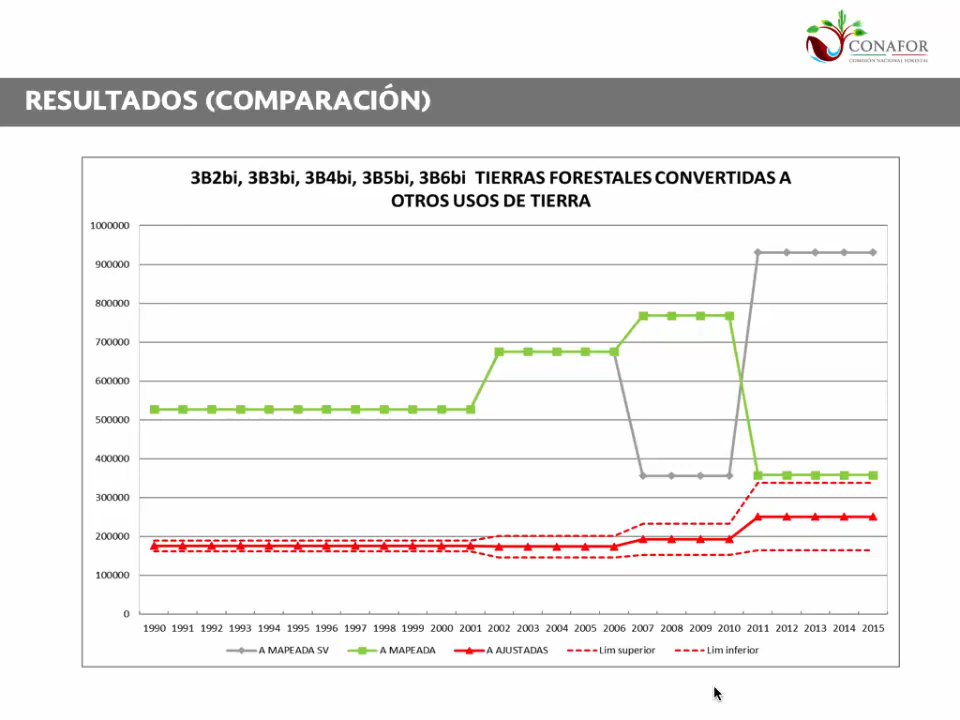 CONAFOR
COMISIÓN NACIONAL FORESTAL
RESULTADOS (COMPARACIÓN)
3B2bi, 3B3bi, 3B4bi, 3B5bi, 3B6bi TIERRAS FORESTALES CONVERTIDAS A
OTROS USOS DE TIERRA
1000000
900000
800000
700000
600000
500000
400000
300000
200000
100000
0
1990 1991 1992 1993 1994 1995 1996 1997 1998 1999 2000 2001 2002 2003 2004 2005 2006 2007 2008 2009 2010 2011 2012 2013 2014 2015
A MAPEADA SV A MAPEADA A AJUSTADAS Lim superior Lim inferior